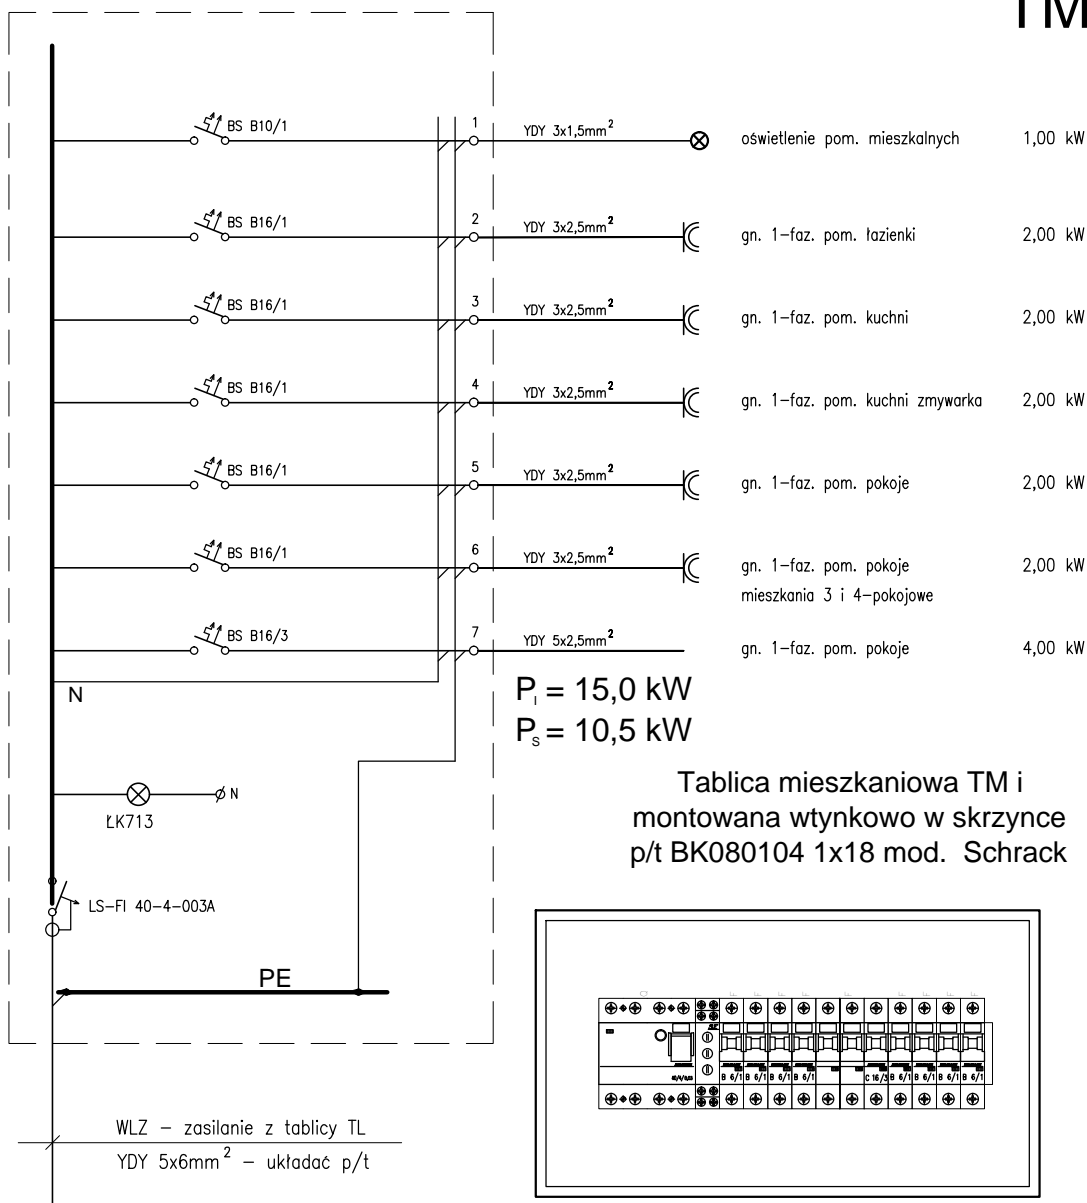 TM
BS B10/1 1 YDY 3x1,5mm² oświetlenie pom. mieszkalnych 1,00 kW
BS B16/1 2 YDY 3x2,5mm² gn. 1-faz. pom. łazienki 2,00 kW
BS B16/1 3 YDY 3x2,5mm² gn. 1-faz. pom. kuchni 2,00 kW
BS B16/1 4 YDY 3x2,5mm² gn. 1-faz. pom. kuchni zmywarka 2,00 kW
BS B16/1 5 YDY 3x2,5mm² gn. 1-faz. pom. pokoje 2,00 kW
BS B16/1 6 YDY 3x2,5mm² gn. 1-faz. pom. pokoje 2,00 kW
mieszkania 3 i 4-pokojowe
BS B16/3 7 YDY 5x2,5mm² gn. 1-faz. pom. pokoje 4,00 kW
N
P_I = 15,0 kW
P_S = 10,5 kW
N
ŁK713
Tablica mieszkaniowa TM i
montowana wtynkowo w skrzynce
p/t BK080104 1x18 mod. Schrack
LS-FI 40-4-003A
PE
B 6/1 B 6/1 B 6/1 B 6/1 C 16/3 B 6/1 B 6/1 B 6/1 B 6/1
WLZ – zasilanie z tablicy TL
YDY 5x6mm² – układać p/t